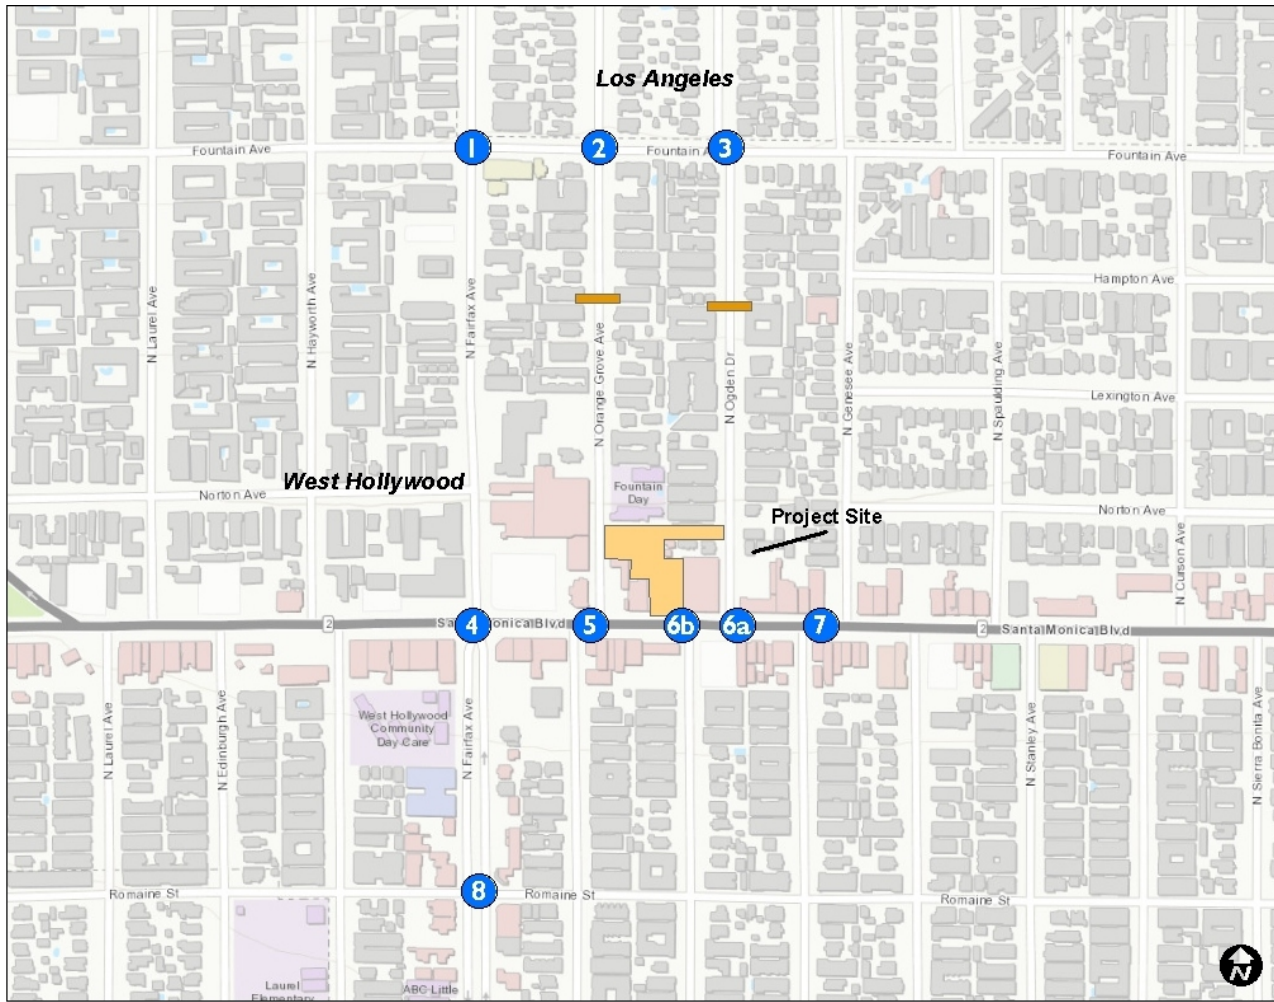 Los Angeles
1
2
3
Fountain Ave
Fountain A
Fountain Ave
Hampton Ave
N Laurel Ave
N Hayworth Ave
N Fairfax Ave
N Orange Grove Ave
N Ogden Dr
N Genesee Ave
N Spaulding Ave
Lexington Ave
West Hollywood
Norton Ave
Fountain
Day
Project Site
Norton Ave
N Curson Ave
2
Sa
4
onica Blvd
5
6b
6a
7
2
Santa Monica Blvd
N Laurel Ave
N Edinburgh Ave
West Hollywood
Community
Day Care
N Fairfax Ave
N Stanley Ave
N Sierra Bonita Ave
Romaine St
8
Romaine St
Romaine St
Laurel
Elementary
ABC Little
N